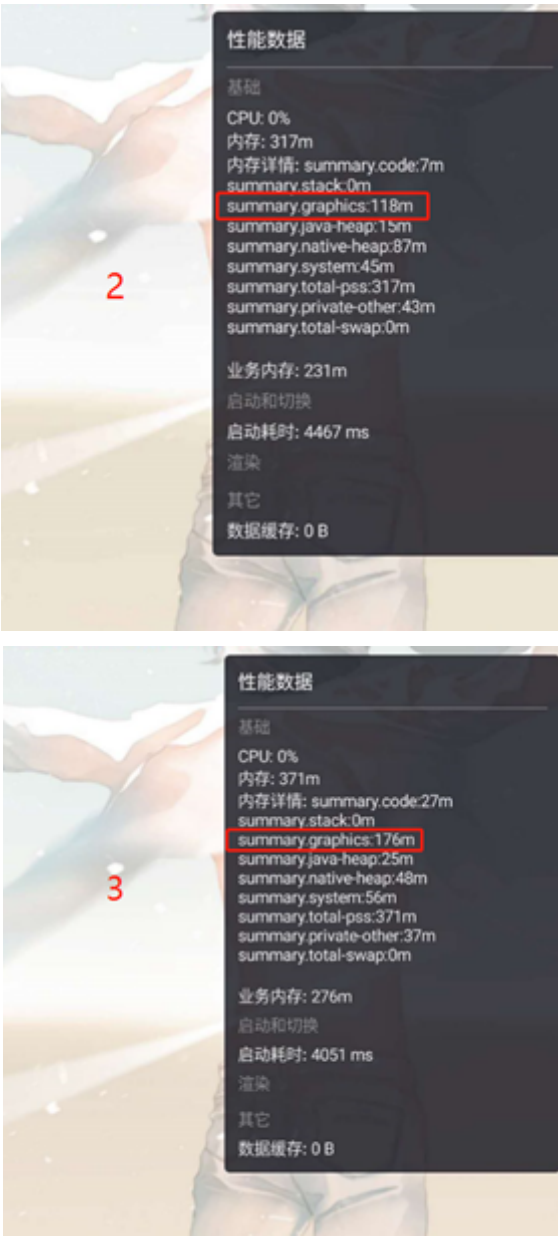 性能数据
基础
CPU: 0%
内存: 317m
内存详情: summary.code:7m
summary.stack:0m
summary.graphics:118m
summary.java-heap:15m
summary.native-heap:87m
summary.system:45m
summary.total-pss:317m
summary.private-other:43m
summary.total-swap:0m
2
业务内存: 231m
启动和切换
启动耗时: 4467 ms
渲染
其它
数据缓存: 0 B
性能数据
基础
CPU: 0%
内存: 371m
内存详情: summary.code:27m
summary.stack:0m
summary.graphics:176m
summary.java-heap:25m
summary.native-heap:48m
summary.system:56m
summary.total-pss:371m
summary.private-other:37m
summary.total-swap:0m
3
业务内存: 276m
启动和切换
启动耗时: 4051 ms
渲染
其它
数据缓存: 0 B